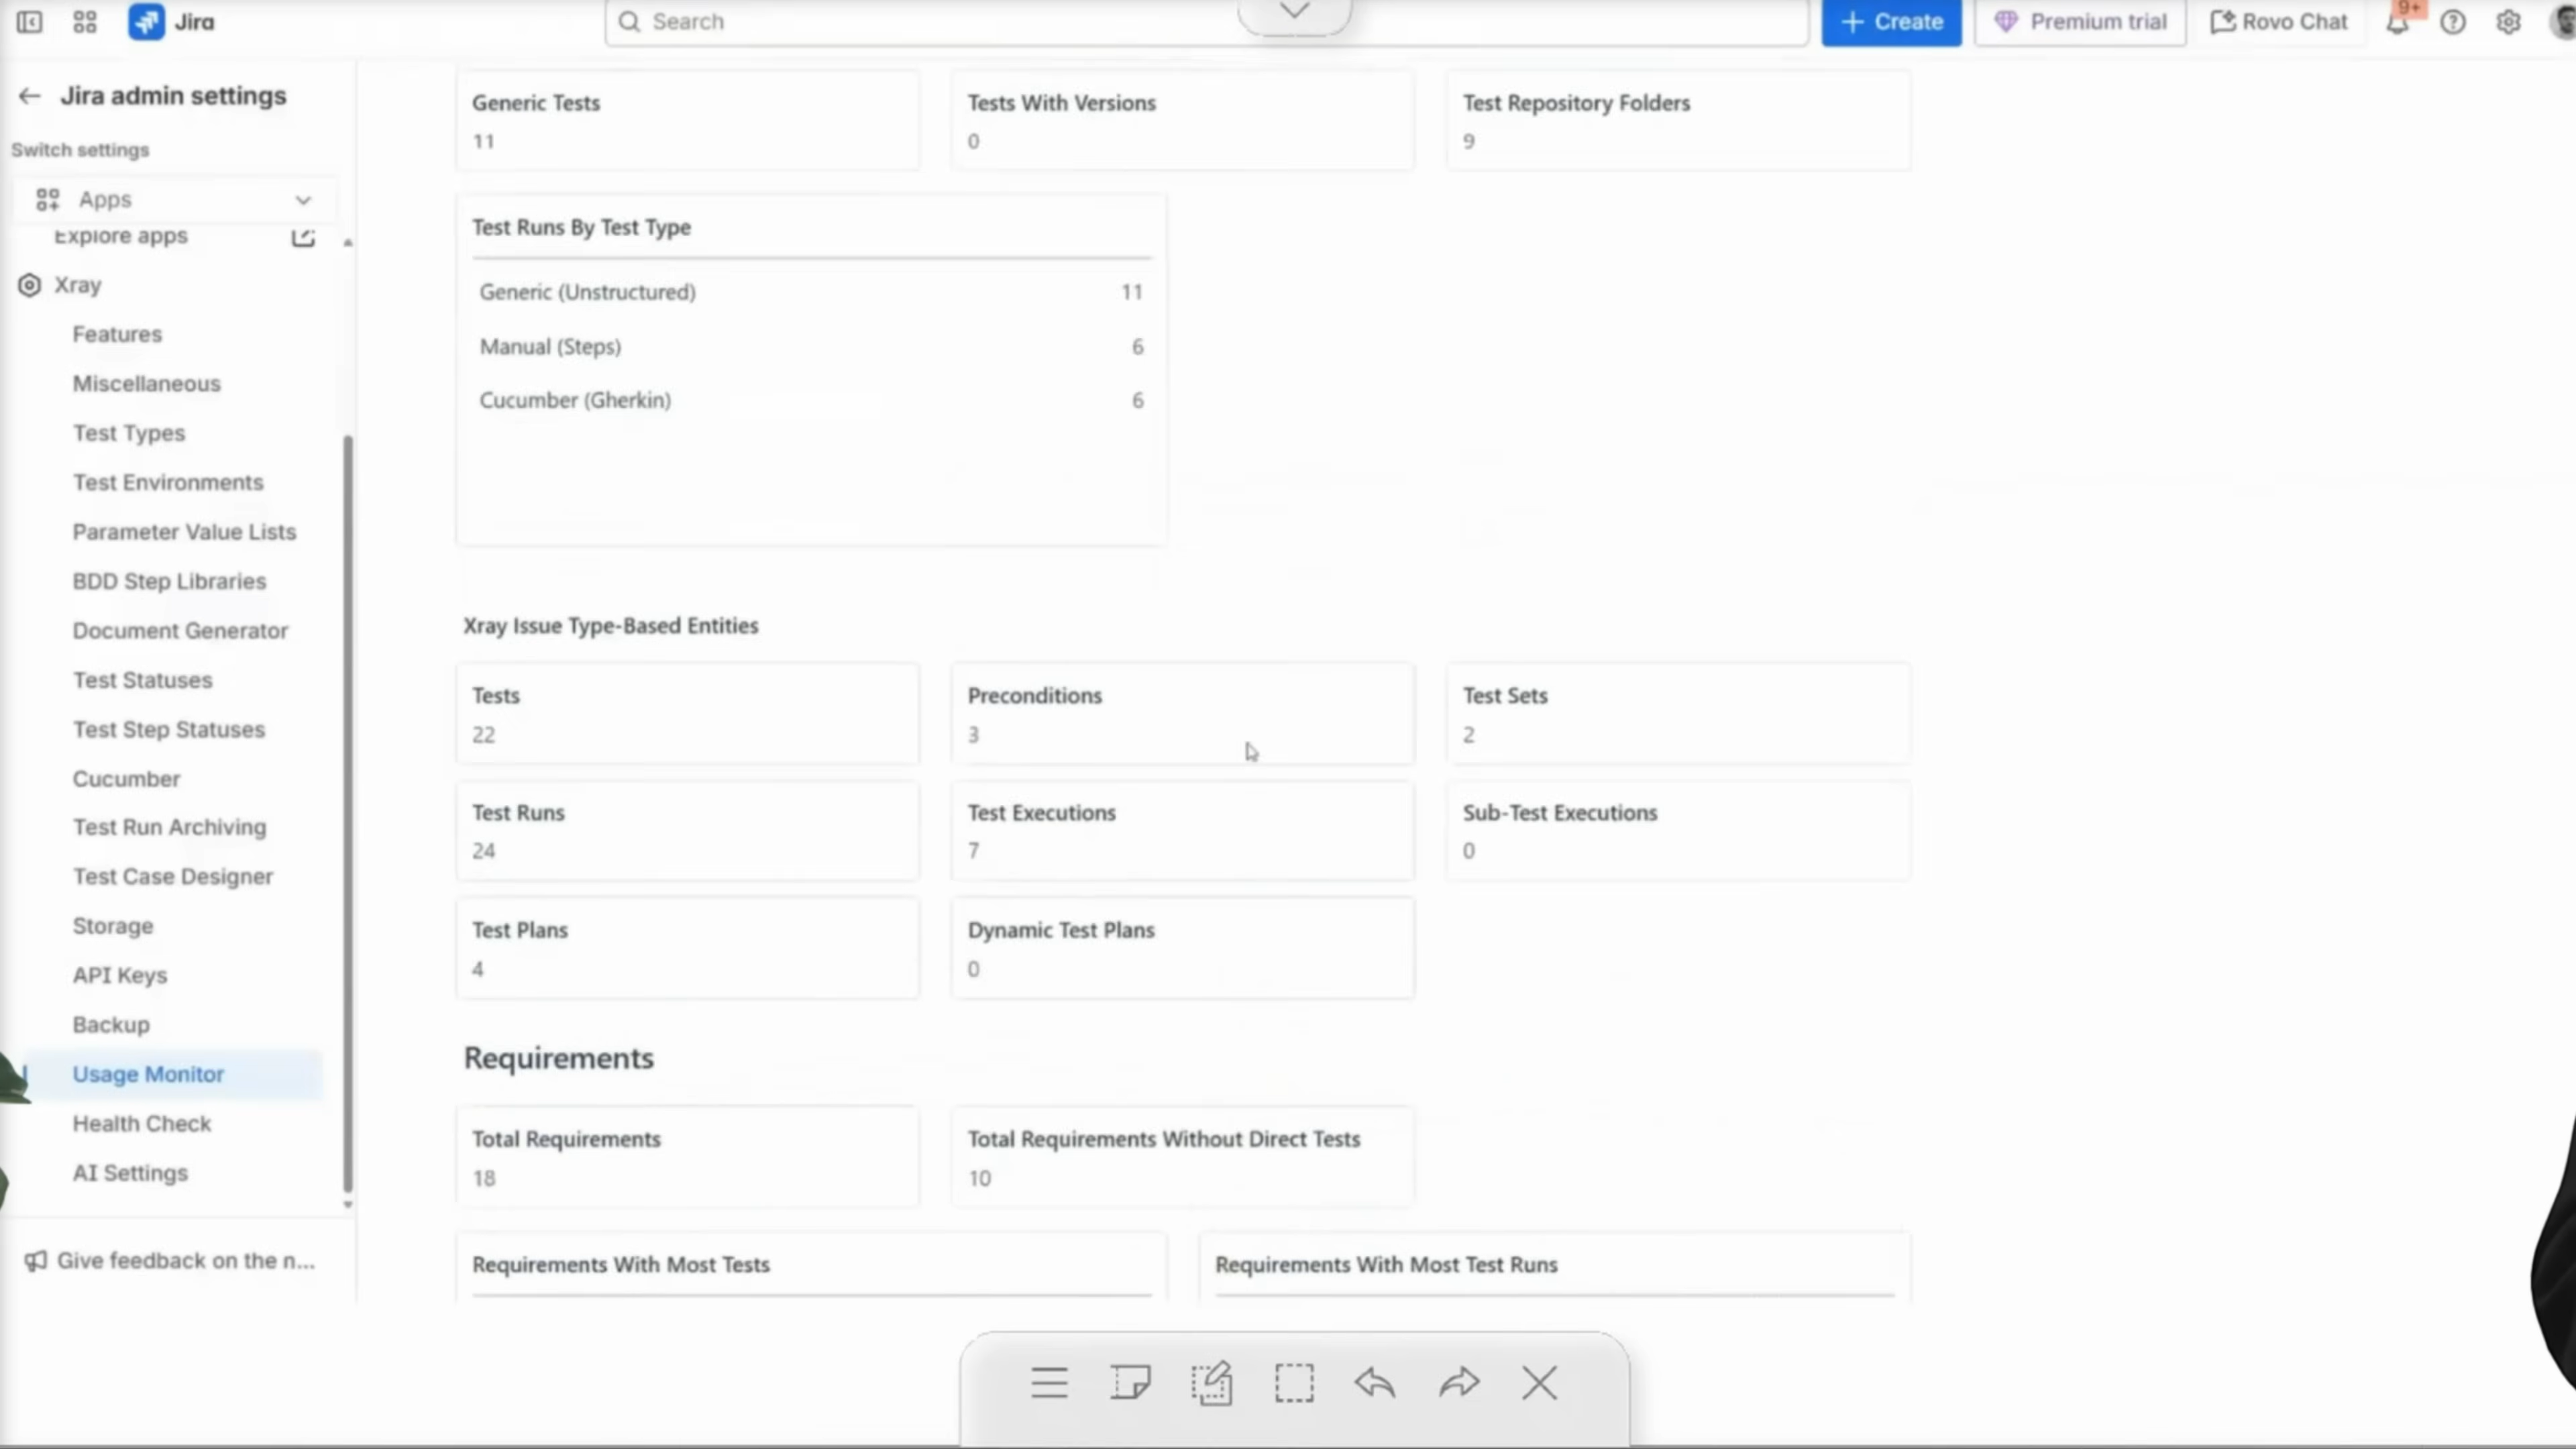 Jira
Search
Create
Premium trial
Rovo Chat
9+
Jira admin settings
Switch settings
Apps
Explore apps
Xray
Features
Miscellaneous
Test Types
Test Environments
Parameter Value Lists
BDD Step Libraries
Document Generator
Test Statuses
Test Step Statuses
Cucumber
Test Run Archiving
Test Case Designer
Storage
API Keys
Backup
Usage Monitor
Health Check
AI Settings
Give feedback on the n...
Generic Tests
11
Tests With Versions
0
Test Repository Folders
9
Test Runs By Test Type
Generic (Unstructured) 11
Manual (Steps) 6
Cucumber (Gherkin) 6
Xray Issue Type-Based Entities
Tests
22
Preconditions
3
Test Sets
2
Test Runs
24
Test Executions
7
Sub-Test Executions
0
Test Plans
4
Dynamic Test Plans
0
Requirements
Total Requirements
18
Total Requirements Without Direct Tests
10
Requirements With Most Tests
Requirements With Most Test Runs